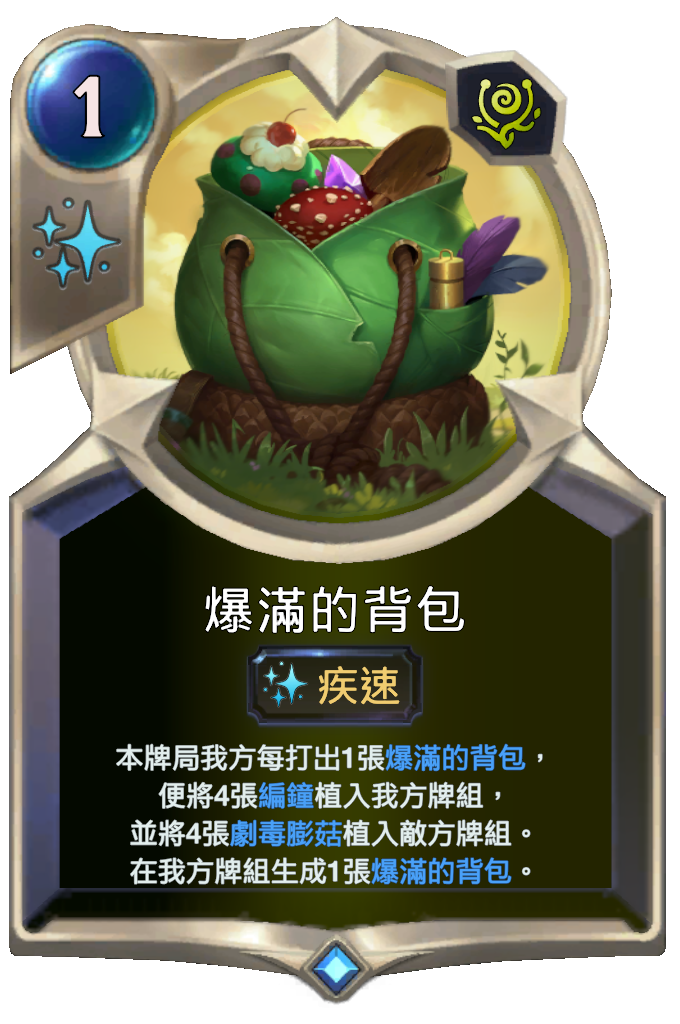 1
爆滿的背包
疾速
本牌局我方每打出1張爆滿的背包，
便將4張編鐘植入我方牌組，
並將4張劇毒膨菇植入敵方牌組。
在我方牌組生成1張爆滿的背包。